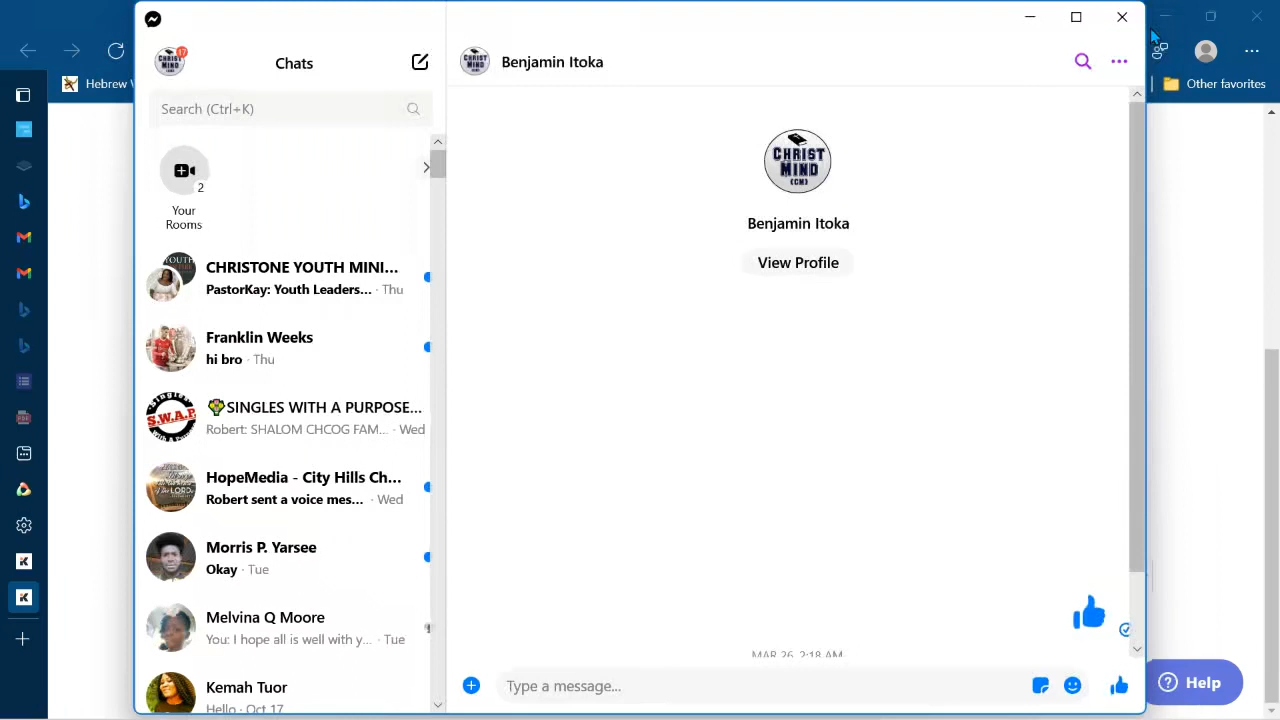 17
Chats
Benjamin Itoka
Hebrew
Other favorites
Search (Ctrl+K)
2
Your
Rooms
CHRIST
MIND
(CM)
Benjamin Itoka
View Profile
CHRISTONE YOUTH MINI...
PastorKay: Youth Leaders... · Thu
Franklin Weeks
hi bro · Thu
SINGLES WITH A PURPOSE...
Robert: SHALOM CHCOG FAM... · Wed
S.W.A.P
HopeMedia - City Hills Ch...
Robert sent a voice mes... · Wed
Morris P. Yarsee
Okay · Tue
Melvina Q Moore
You: I hope all is well with y... · Tue
Kemah Tuor
Hello · Oct 17
MAR 26, 2:18 AM
Type a message...
Help